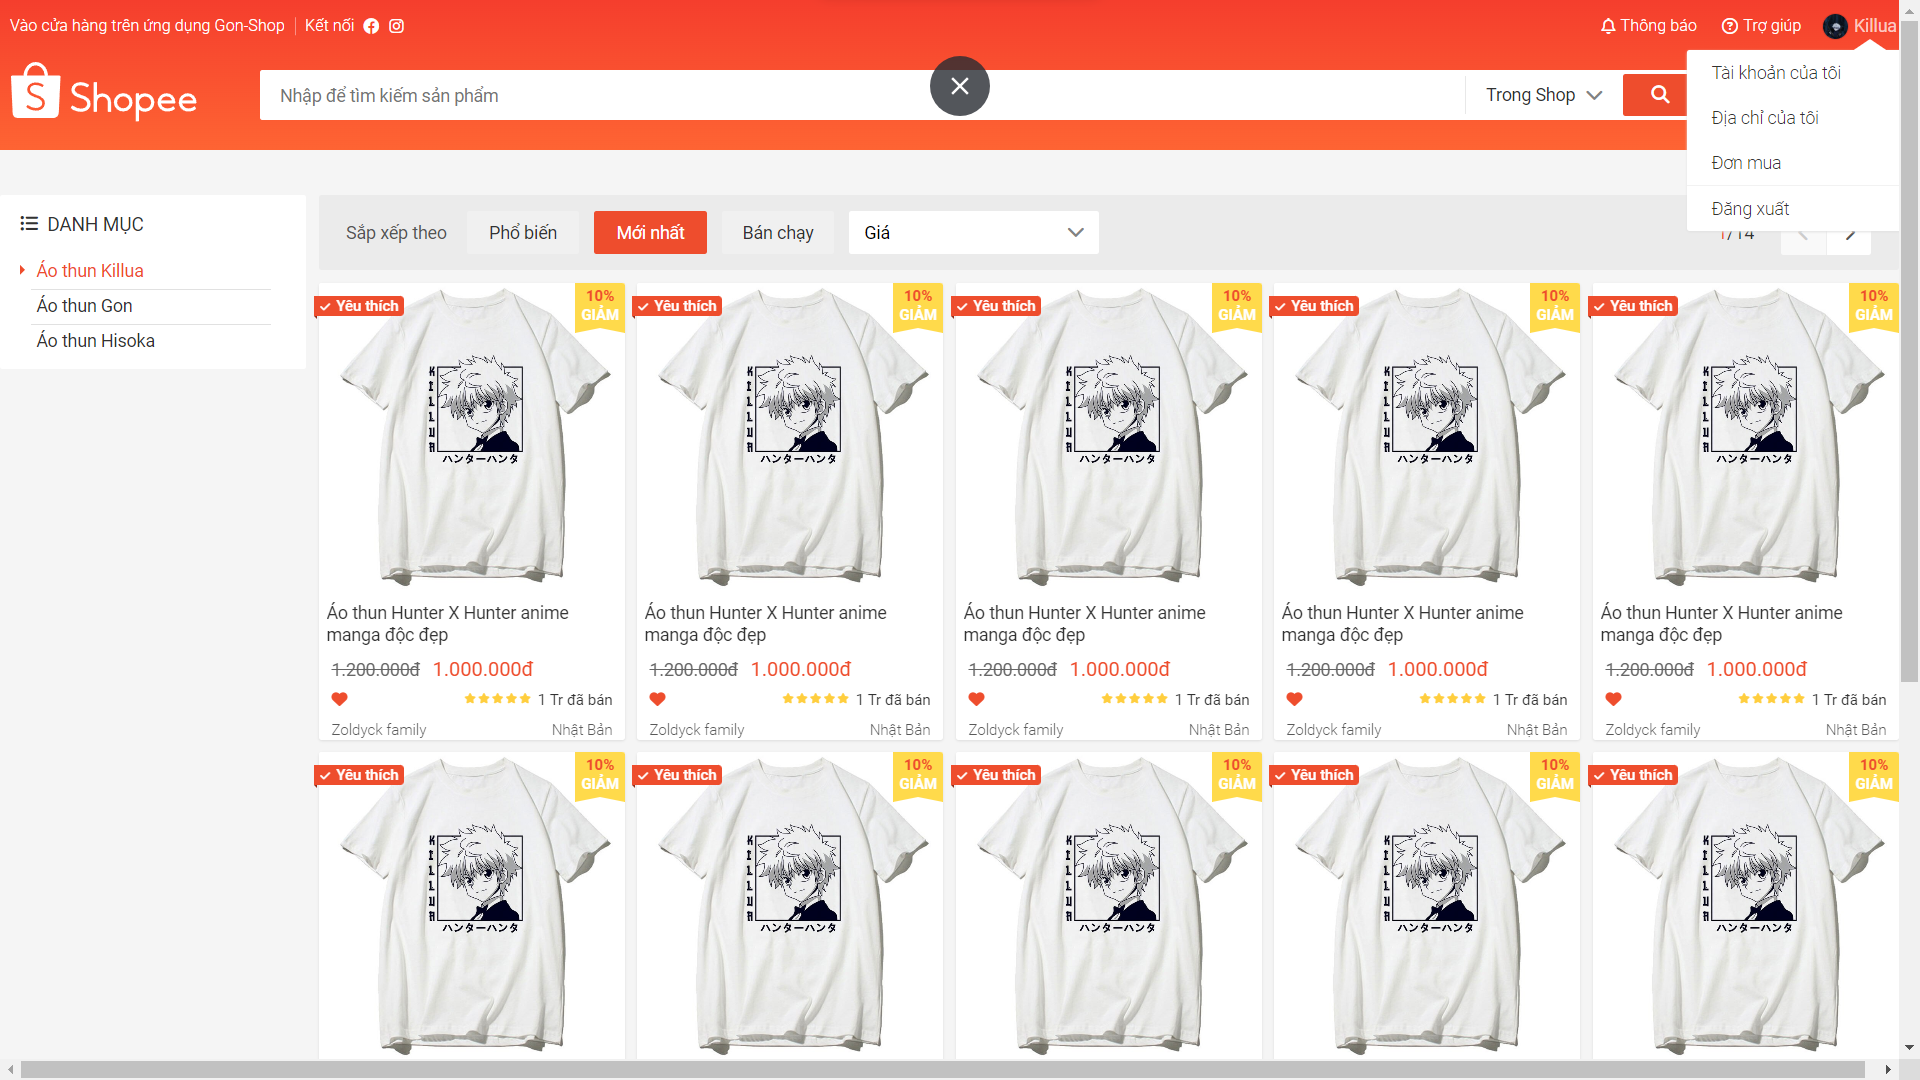 Vào cửa hàng trên ứng dụng Gon-Shop Kết nối
Thông báo Trợ giúp Killua
Shopee
Nhập để tìm kiếm sản phẩm
Trong Shop
Tài khoản của tôi
Địa chỉ của tôi
Đơn mua
Đăng xuất
DANH MỤC
Áo thun Killua
Áo thun Gon
Áo thun Hisoka
Sắp xếp theo Phổ biến Mới nhất Bán chạy Giá 1/14
Yêu thích 10% GIẢM
KILLUA
ハンターハンタ
Áo thun Hunter X Hunter anime
manga độc đẹp
1.200.000đ 1.000.000đ
1 Tr đã bán
Zoldyck family Nhật Bản
Yêu thích 10% GIẢM
KILLUA
ハンターハンタ
Áo thun Hunter X Hunter anime
manga độc đẹp
1.200.000đ 1.000.000đ
1 Tr đã bán
Zoldyck family Nhật Bản
Yêu thích 10% GIẢM
KILLUA
ハンターハンタ
Áo thun Hunter X Hunter anime
manga độc đẹp
1.200.000đ 1.000.000đ
1 Tr đã bán
Zoldyck family Nhật Bản
Yêu thích 10% GIẢM
KILLUA
ハンターハンタ
Áo thun Hunter X Hunter anime
manga độc đẹp
1.200.000đ 1.000.000đ
1 Tr đã bán
Zoldyck family Nhật Bản
Yêu thích 10% GIẢM
KILLUA
ハンターハンタ
Áo thun Hunter X Hunter anime
manga độc đẹp
1.200.000đ 1.000.000đ
1 Tr đã bán
Zoldyck family Nhật Bản
Yêu thích 10% GIẢM
KILLUA
ハンターハンタ
Yêu thích 10% GIẢM
KILLUA
ハンターハンタ
Yêu thích 10% GIẢM
KILLUA
ハンターハンタ
Yêu thích 10% GIẢM
KILLUA
ハンターハンタ
Yêu thích 10% GIẢM
KILLUA
ハンターハンタ